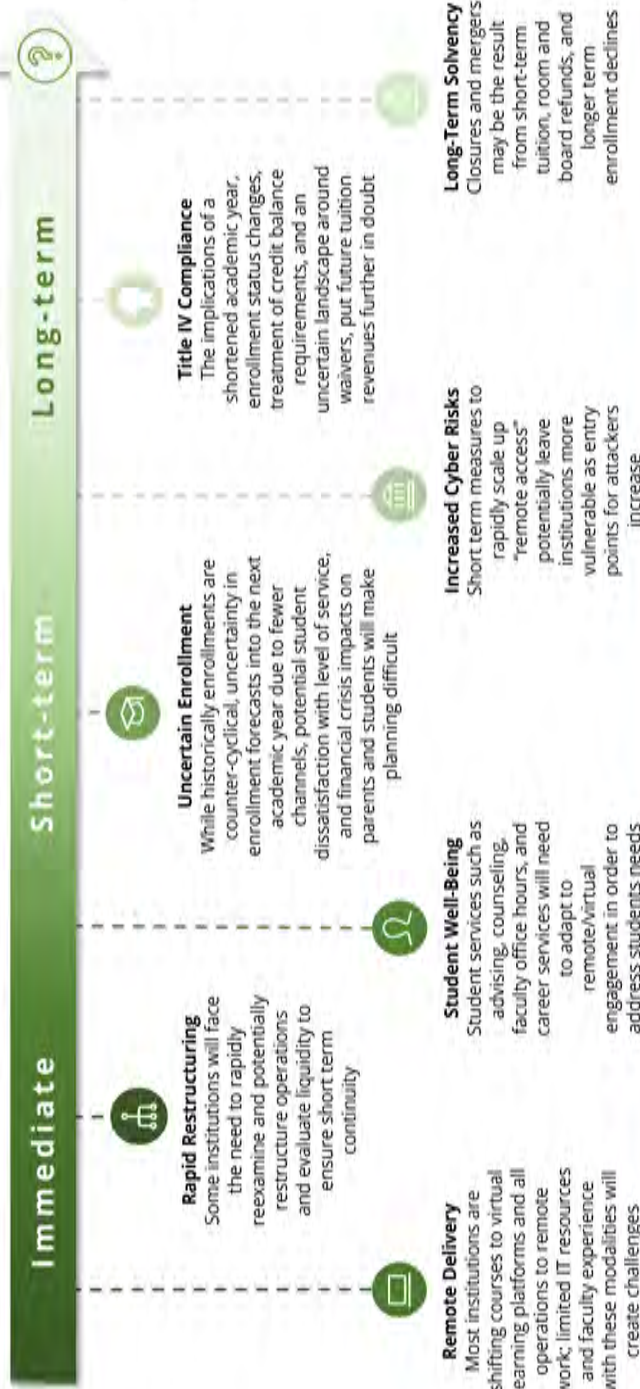 Immediate
Short-term
Long-term
?
Rapid Restructuring
Some institutions will face
the need to rapidly
reexamine and potentially
restructure operations
and evaluate liquidity to
ensure short term
continuity
Uncertain Enrollment
While historically enrollments are
counter-cyclical, uncertainty in
enrollment forecasts into the next
academic year due to fewer
channels, potential student
dissatisfaction with level of service,
and financial crisis impacts on
parents and students will make
planning difficult
Title IV Compliance
The implications of a
shortened academic year,
enrollment status changes,
treatment of credit balance
requirements, and an
uncertain landscape around
waivers, put future tuition
revenues further in doubt
Remote Delivery
Most institutions are
shifting courses to virtual
earning platforms and all
operations to remote
work; limited IT resources
and faculty experience
with these modalities will
create challenges
Student Well-Being
Student services such as
advising, counseling,
faculty office hours, and
career services will need
to adapt to
remote/virtual
engagement in order to
address students needs
Increased Cyber Risks
Short term measures to
rapidly scale up
"remote access"
potentially leave
institutions more
vulnerable as entry
points for attackers
increase
Long-Term Solvency
Closures and mergers
may be the result
from short-term
tuition, room and
board refunds, and
longer term
enrollment declines